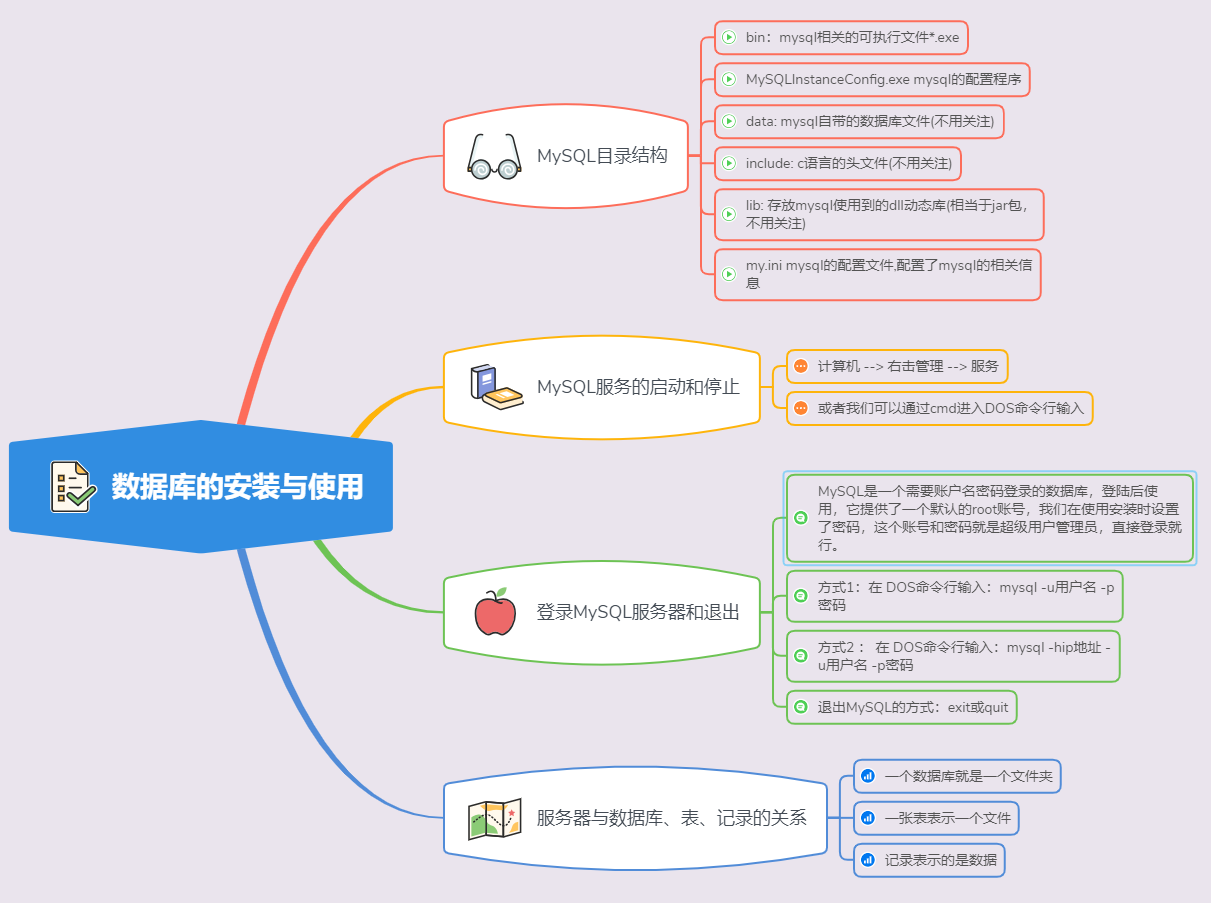 数据库的安装与使用
MySQL目录结构
bin：mysql相关的可执行文件*.exe
MySQLInstanceConfig.exe mysql的配置程序
data: mysql自带的数据库文件(不用关注)
include: c语言的头文件(不用关注)
lib: 存放mysql使用到的dll动态库(相当于jar包，
不用关注)
my.ini mysql的配置文件,配置了mysql的相关信
息
MySQL服务的启动和停止
计算机 --> 右击管理 --> 服务
或者我们可以通过cmd进入DOS命令行输入
登录MySQL服务器和退出
MySQL是一个需要账户名密码登录的数据库，登陆后使
用，它提供了一个默认的root账号，我们在使用安装时设置
了密码，这个账号和密码就是超级用户管理员，直接登录就
行。
方式1：在 DOS命令行输入：mysql -u用户名 -p
密码
方式2 ： 在 DOS命令行输入：mysql -hip地址 -
u用户名 -p密码
退出MySQL的方式：exit或quit
服务器与数据库、表、记录的关系
一个数据库就是一个文件夹
一张表表示一个文件
记录表示的是数据